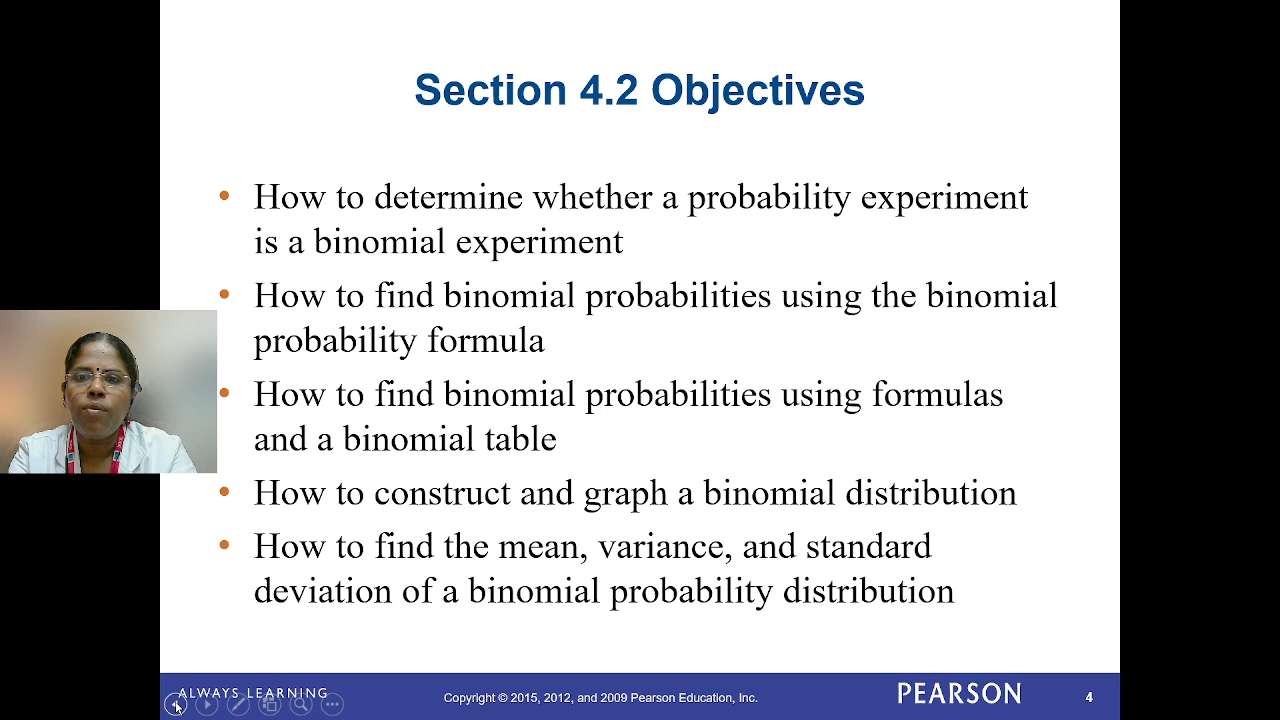 Section 4.2 Objectives
• How to determine whether a probability experiment
is a binomial experiment
• How to find binomial probabilities using the binomial
probability formula
• How to find binomial probabilities using formulas
and a binomial table
• How to construct and graph a binomial distribution
• How to find the mean, variance, and standard
deviation of a binomial probability distribution
ALWAYS LEARNING
Copyright © 2015, 2012, and 2009 Pearson Education, Inc.
PEARSON
4